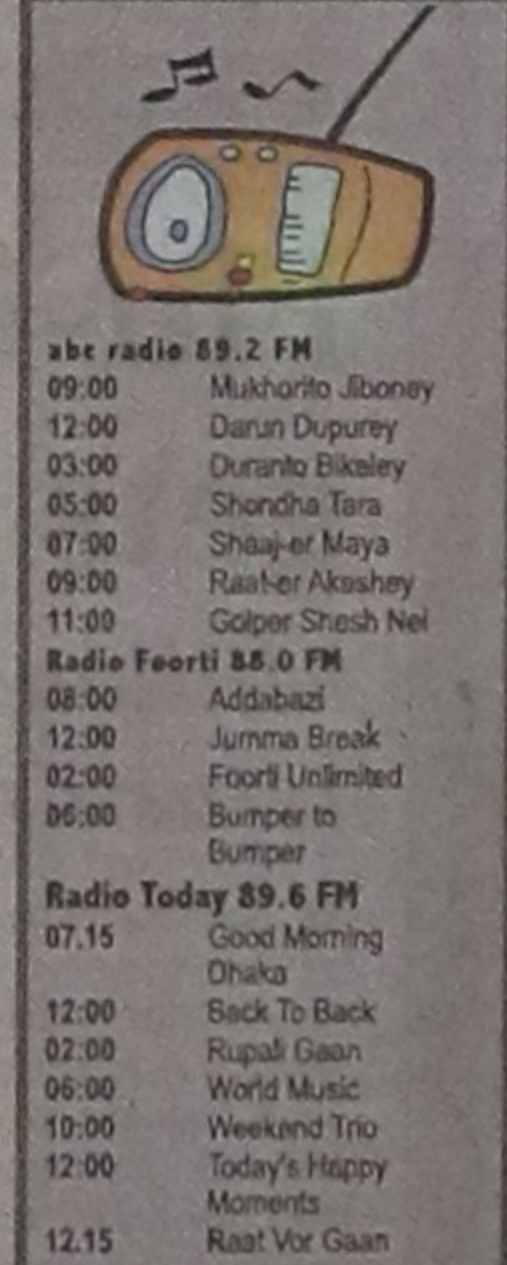 abc radio 89.2 FM
09:00 Mukhorito Jiboney
12:00 Darun Dupurey
03:00 Duranto Bikeley
05:00 Shondha Tara
07:00 Shaaj-er Maya
09:00 Raat-er Akashey
11:00 Golper Shesh Nei
Radio Foorti 88.0 FM
08:00 Addabazi
12:00 Jumma Break
02:00 Foorti Unlimited
06:00 Bumper to
Bumper
Radio Today 89.6 FM
07.15 Good Morning
Dhaka
12:00 Back To Back
02:00 Rupali Gaan
06:00 World Music
10:00 Weekend Trio
12:00 Today's Happy
Moments
12.15 Raat Vor Gaan